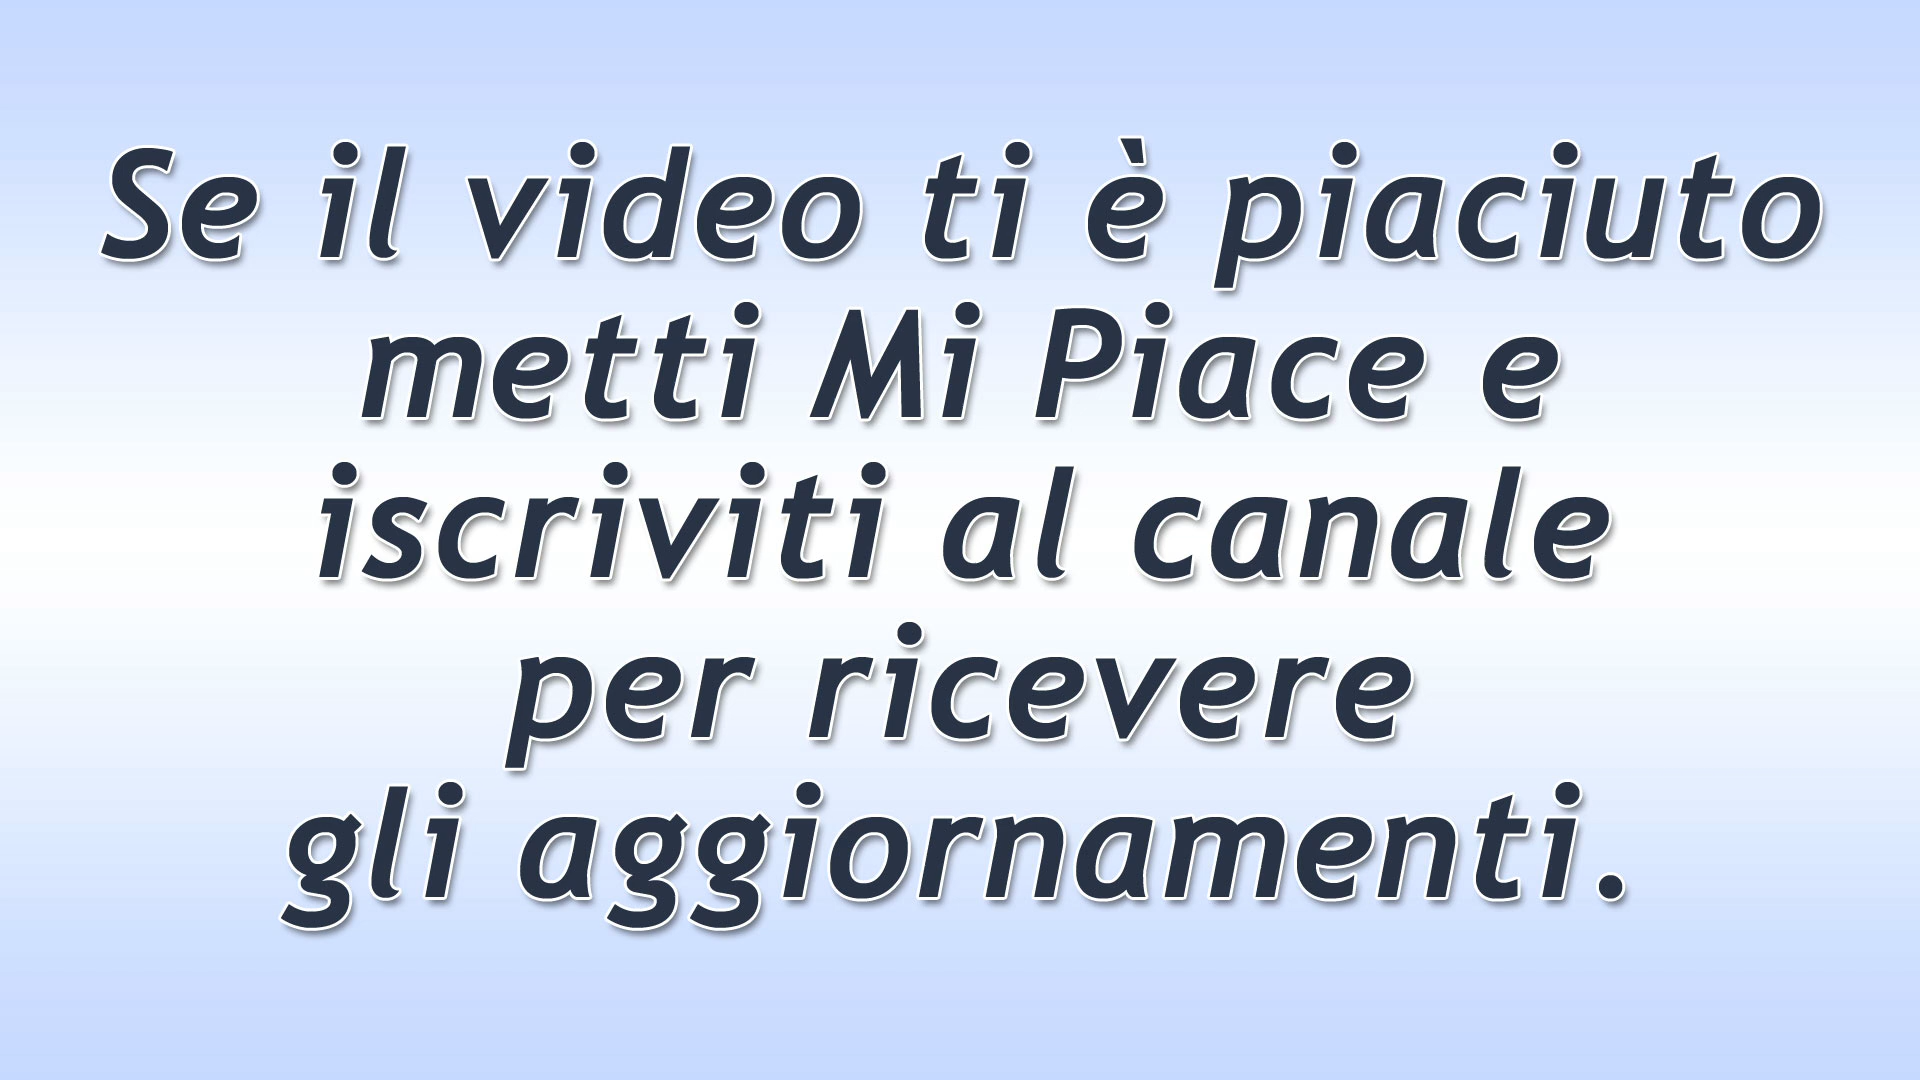 Se il video ti è piaciuto
metti Mi Piace e
iscriviti al canale
per ricevere
gli aggiornamenti.